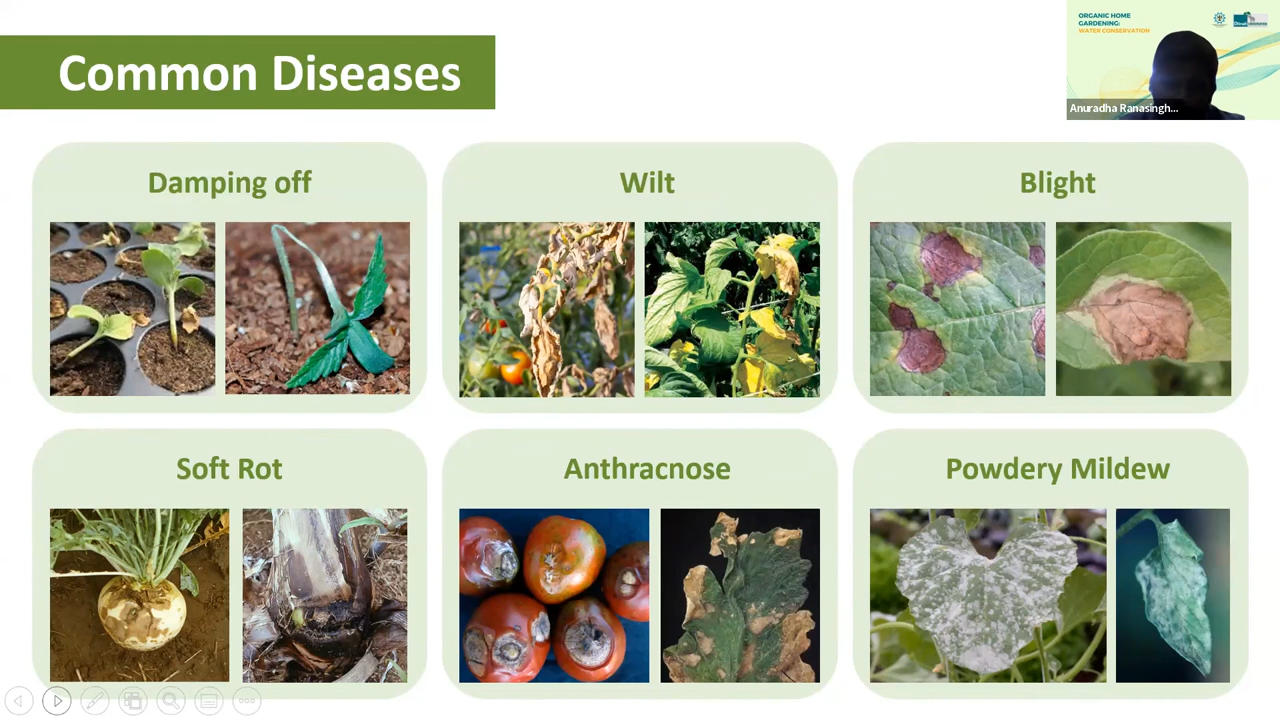 Common Diseases
ORGANIC HOME
GARDENING:
WATER CONSERVATION
Anuradha Ranasingh...
Damping off
Wilt
Blight
Soft Rot
Anthracnose
Powdery Mildew